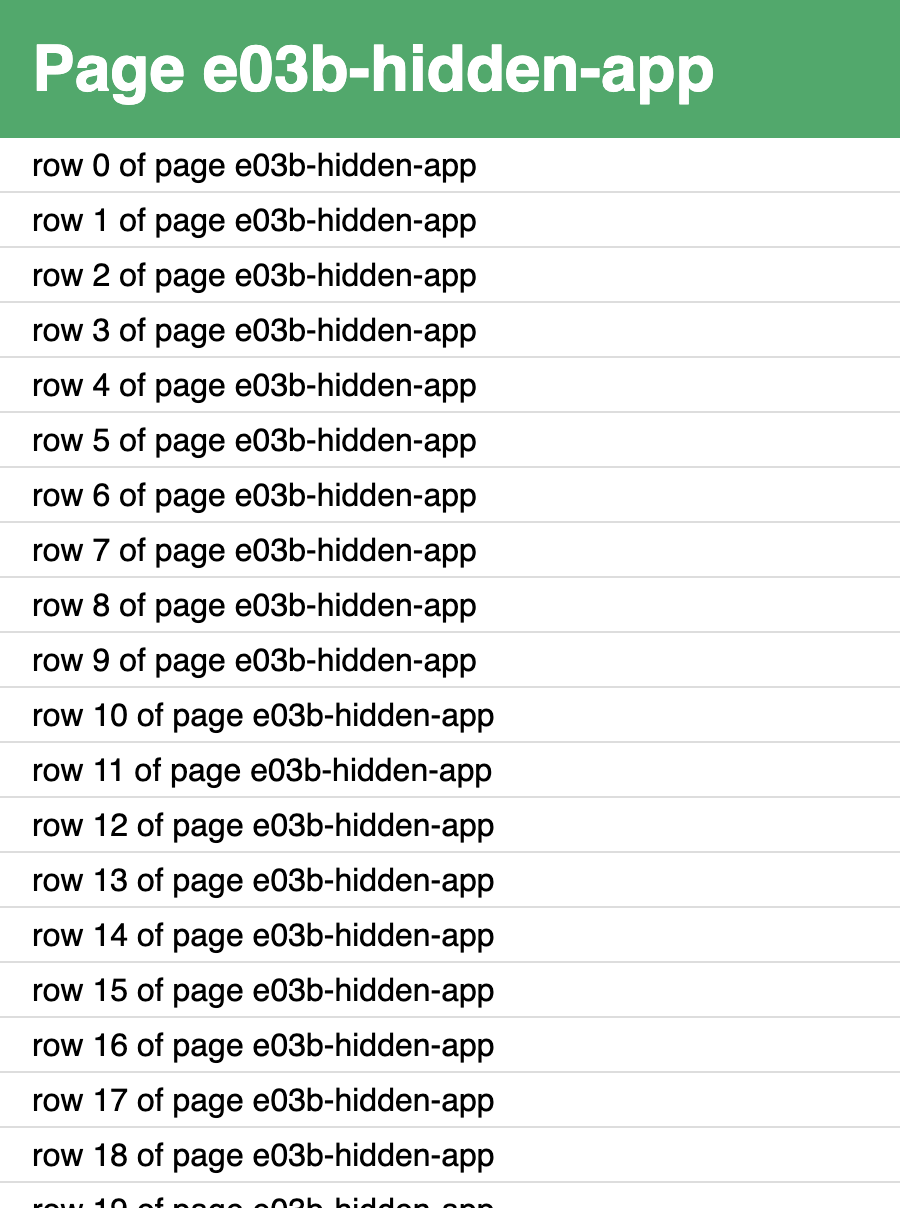 Page e03b-hidden-app
row 0 of page e03b-hidden-app
row 1 of page e03b-hidden-app
row 2 of page e03b-hidden-app
row 3 of page e03b-hidden-app
row 4 of page e03b-hidden-app
row 5 of page e03b-hidden-app
row 6 of page e03b-hidden-app
row 7 of page e03b-hidden-app
row 8 of page e03b-hidden-app
row 9 of page e03b-hidden-app
row 10 of page e03b-hidden-app
row 11 of page e03b-hidden-app
row 12 of page e03b-hidden-app
row 13 of page e03b-hidden-app
row 14 of page e03b-hidden-app
row 15 of page e03b-hidden-app
row 16 of page e03b-hidden-app
row 17 of page e03b-hidden-app
row 18 of page e03b-hidden-app
row 19 of page e03b-hidden-app